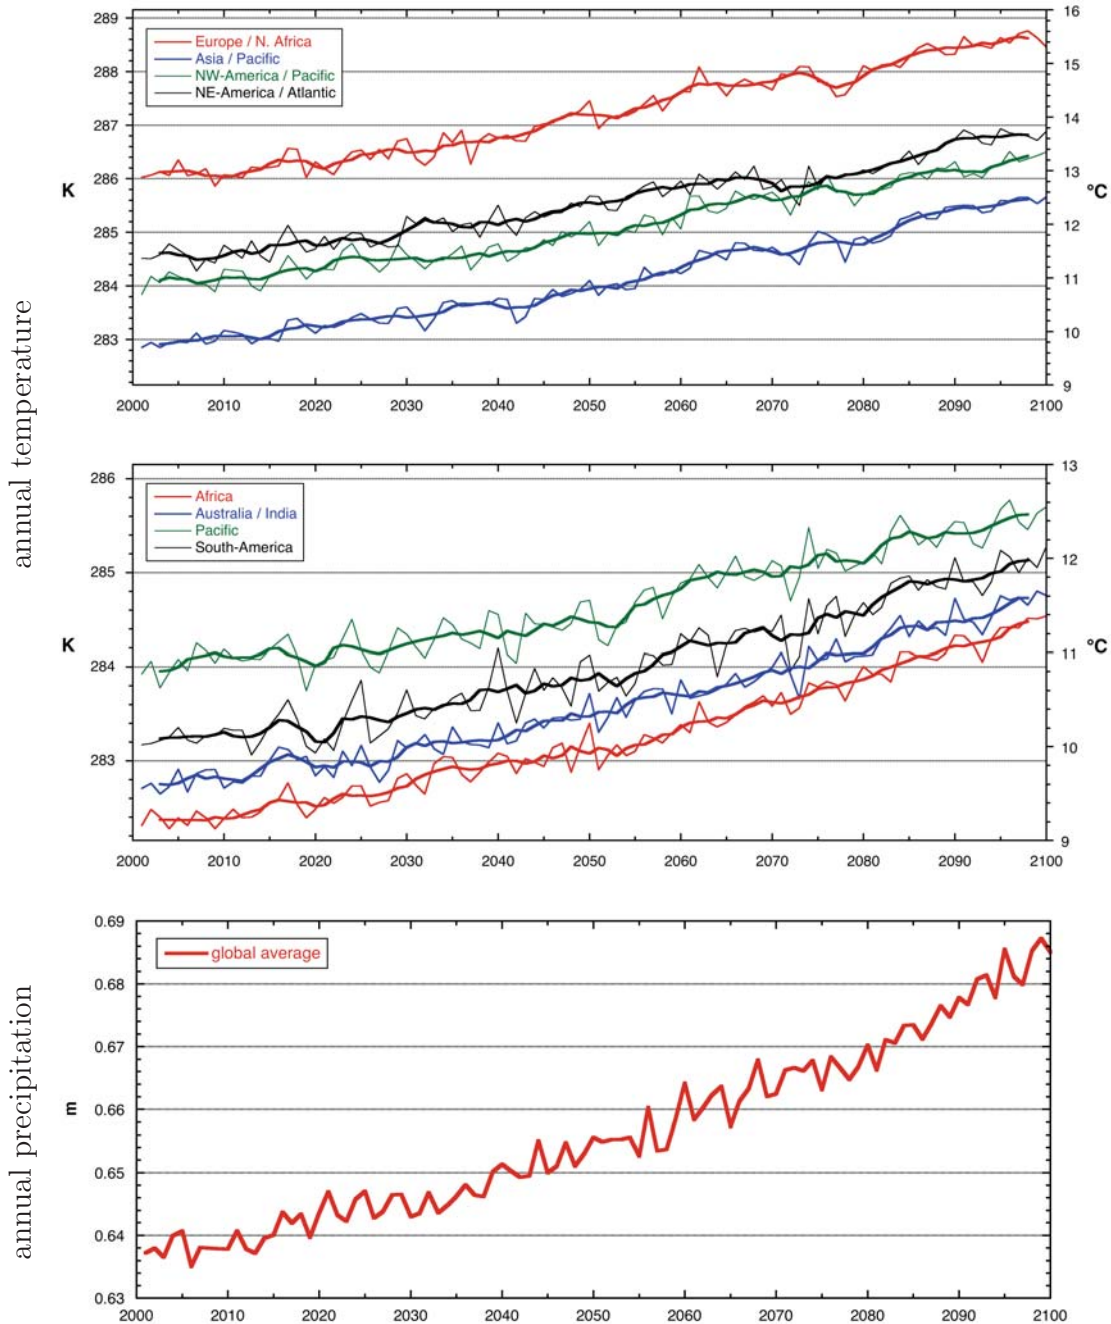 annual temperature
289
288
287
286
285
284
283
K
Europe / N. Africa
Asia / Pacific
NW-America / Pacific
NE-America / Atlantic
16
15
14
13
12
11
10
9
°C
2000 2010 2020 2030 2040 2050 2060 2070 2080 2090 2100
286
285
284
283
K
Africa
Australia / India
Pacific
South-America
13
12
11
10
9
°C
2000 2010 2020 2030 2040 2050 2060 2070 2080 2090 2100
annual precipitation
0.69
0.68
0.67
0.66
0.65
0.64
0.63
m
global average
2000 2010 2020 2030 2040 2050 2060 2070 2080 2090 2100